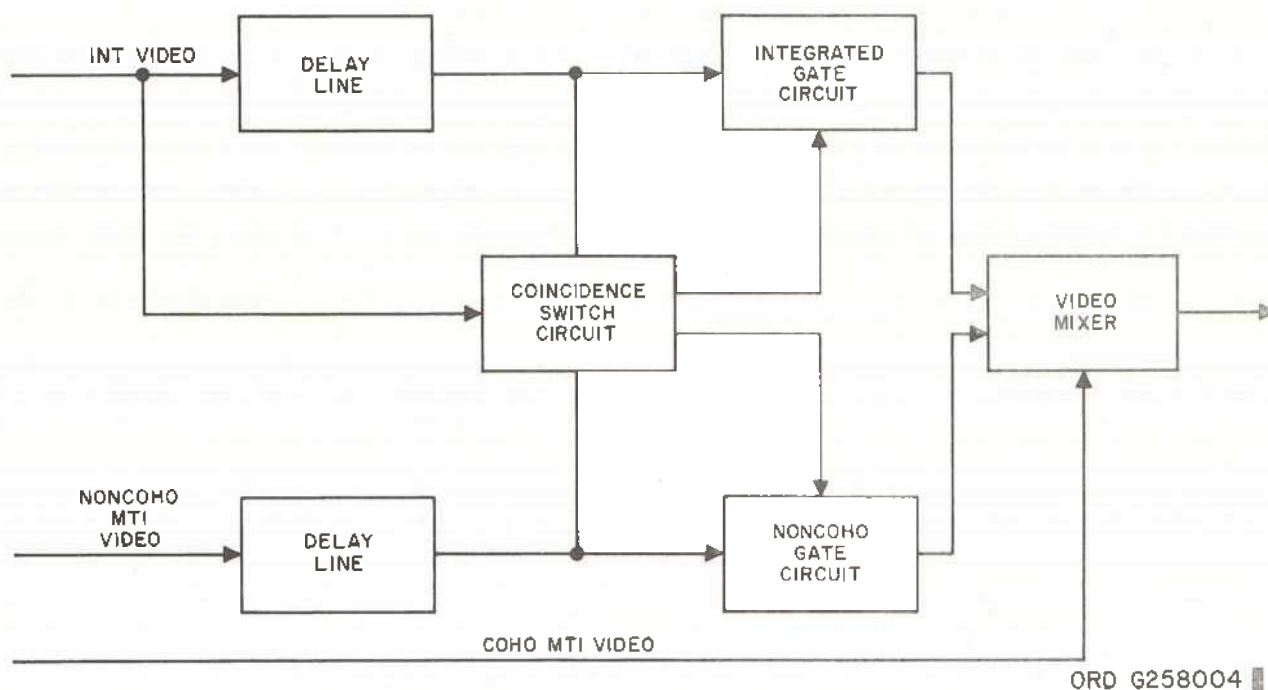 INT VIDEO
DELAY
LINE
INTEGRATED
GATE
CIRCUIT
COINCIDENCE
SWITCH
CIRCUIT
VIDEO
MIXER
NONCOHO
MTI
VIDEO
DELAY
LINE
NONCOHO
GATE
CIRCUIT
COHO MTI VIDEO
ORD G258004